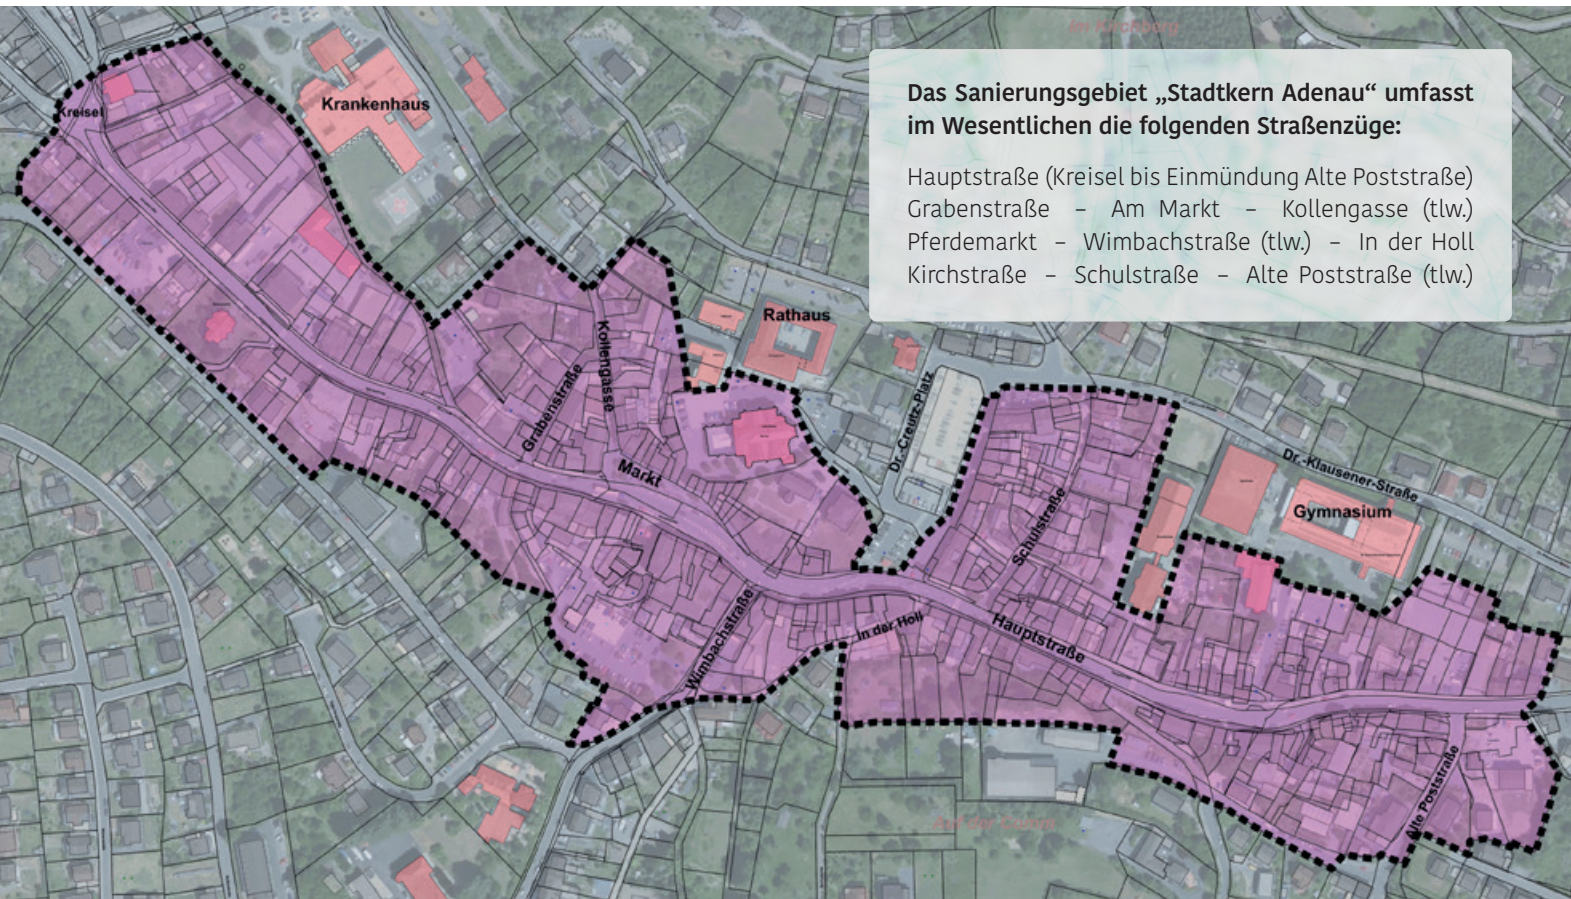 Im Kirchberg
Das Sanierungsgebiet „Stadtkern Adenau“ umfasst
im Wesentlichen die folgenden Straßenzüge:
Hauptstraße (Kreisel bis Einmündung Alte Poststraße)
Grabenstraße – Am Markt – Kollengasse (tlw.)
Pferdemarkt – Wimbachstraße (tlw.) – In der Holl
Kirchstraße – Schulstraße – Alte Poststraße (tlw.)
Kreisel
Krankenhaus
Rathaus
Kollengasse
Grabenstraße
Markt
Dr.-Creutz-Platz
Dr.-Klausener-Straße
Gymnasium
Schulstraße
Wimbachstraße
In der Holl
Hauptstraße
Alte Poststraße